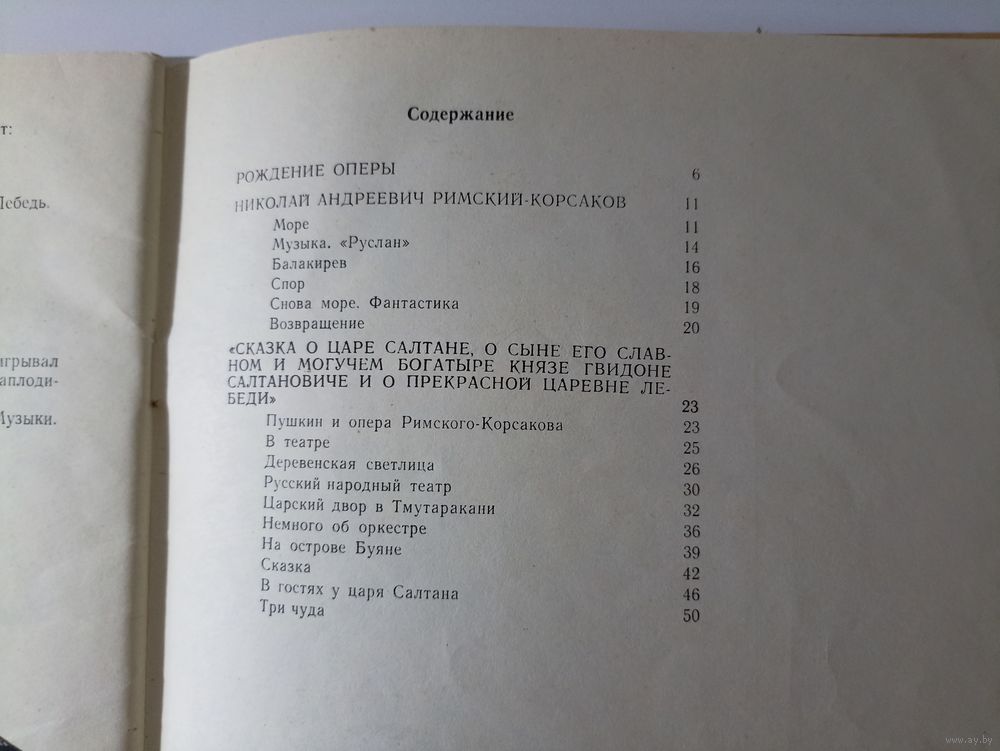 т:
Лебедь.
игрывал
аплоди-
Музыки.
Содержание
РОЖДЕНИЕ ОПЕРЫ 6
НИКОЛАЙ АНДРЕЕВИЧ РИМСКИЙ-КОРСАКОВ 11
Море 11
Музыка. «Руслан» 14
Балакирев 16
Спор 18
Снова море. Фантастика 19
Возвращение 20
«СКАЗКА О ЦАРЕ САЛТАНЕ, О СЫНЕ ЕГО СЛАВ-
НОМ И МОГУЧЕМ БОГАТЫРЕ КНЯЗЕ ГВИДОНЕ
САЛТАНОВИЧЕ И О ПРЕКРАСНОЙ ЦАРЕВНЕ ЛЕ-
БЕДИ» 23
Пушкин и опера Римского-Корсакова 23
В театре 25
Деревенская светлица 26
Русский народный театр 30
Царский двор в Тмутаракани 32
Немного об оркестре 36
На острове Буяне 39
Сказка 42
В гостях у царя Салтана 46
Три чуда 50
www.ay.by